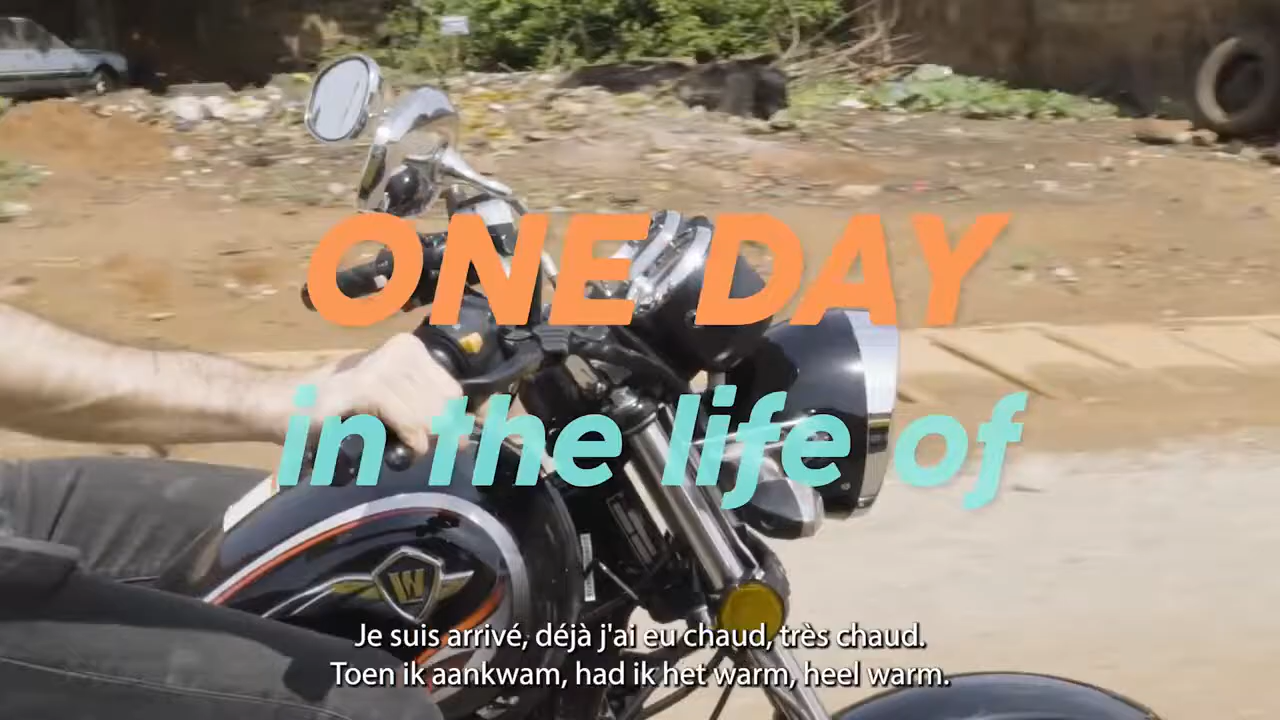 ONE DAY
in the life of
W
Je suis arrivé, déjà j'ai eu chaud, très chaud.
Toen ik aankwam, had ik het warm, heel warm.